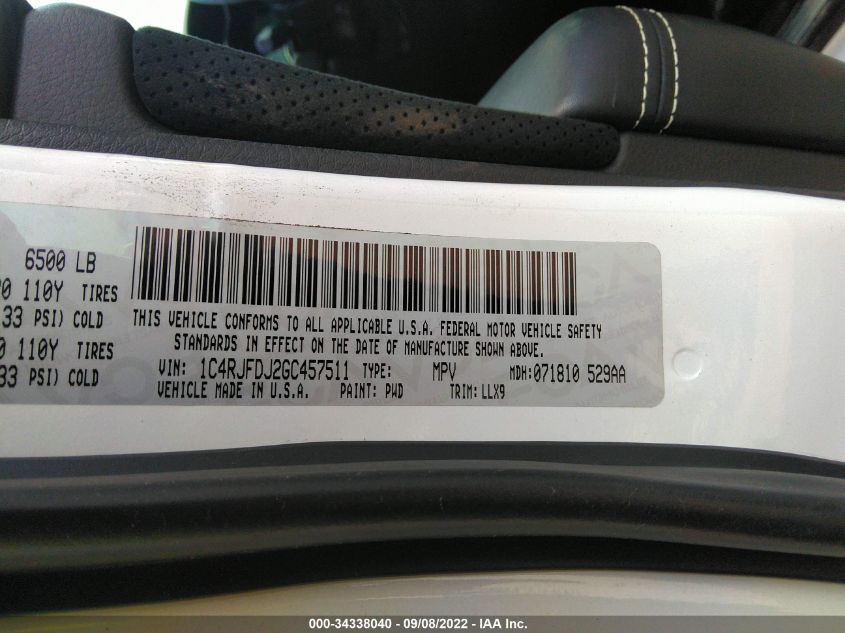 6500 LB
110Y TIRES
33 PSI) COLD
110Y TIRES
33 PSI) COLD
THIS VEHICLE CONFORMS TO ALL APPLICABLE U.S.A. FEDERAL MOTOR VEHICLE SAFETY
STANDARDS IN EFFECT ON THE DATE OF MANUFACTURE SHOWN ABOVE.
VIN: 1C4RJFDJ2GC457511 TYPE: MPV MDH:071810 529AA
VEHICLE MADE IN U.S.A. PAINT: PWD TRIM: LLX9
000-34338040 - 09/08/2022 - IAA Inc.